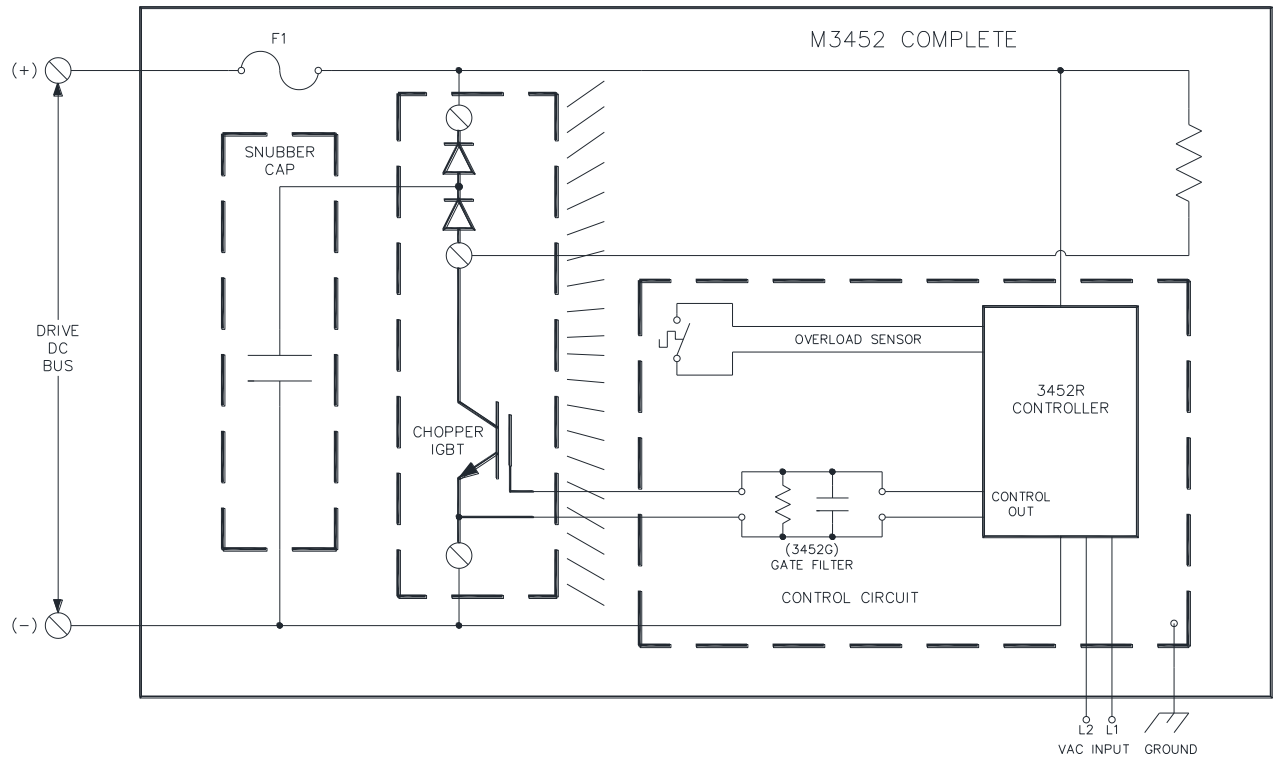 M3452 COMPLETE
F1
(+)
SNUBBER
CAP
DRIVE
DC
BUS
OVERLOAD SENSOR
3452R
CONTROLLER
CHOPPER
IGBT
CONTROL
OUT
(3452G)
GATE FILTER
CONTROL CIRCUIT
(-)
L2 L1
VAC INPUT GROUND